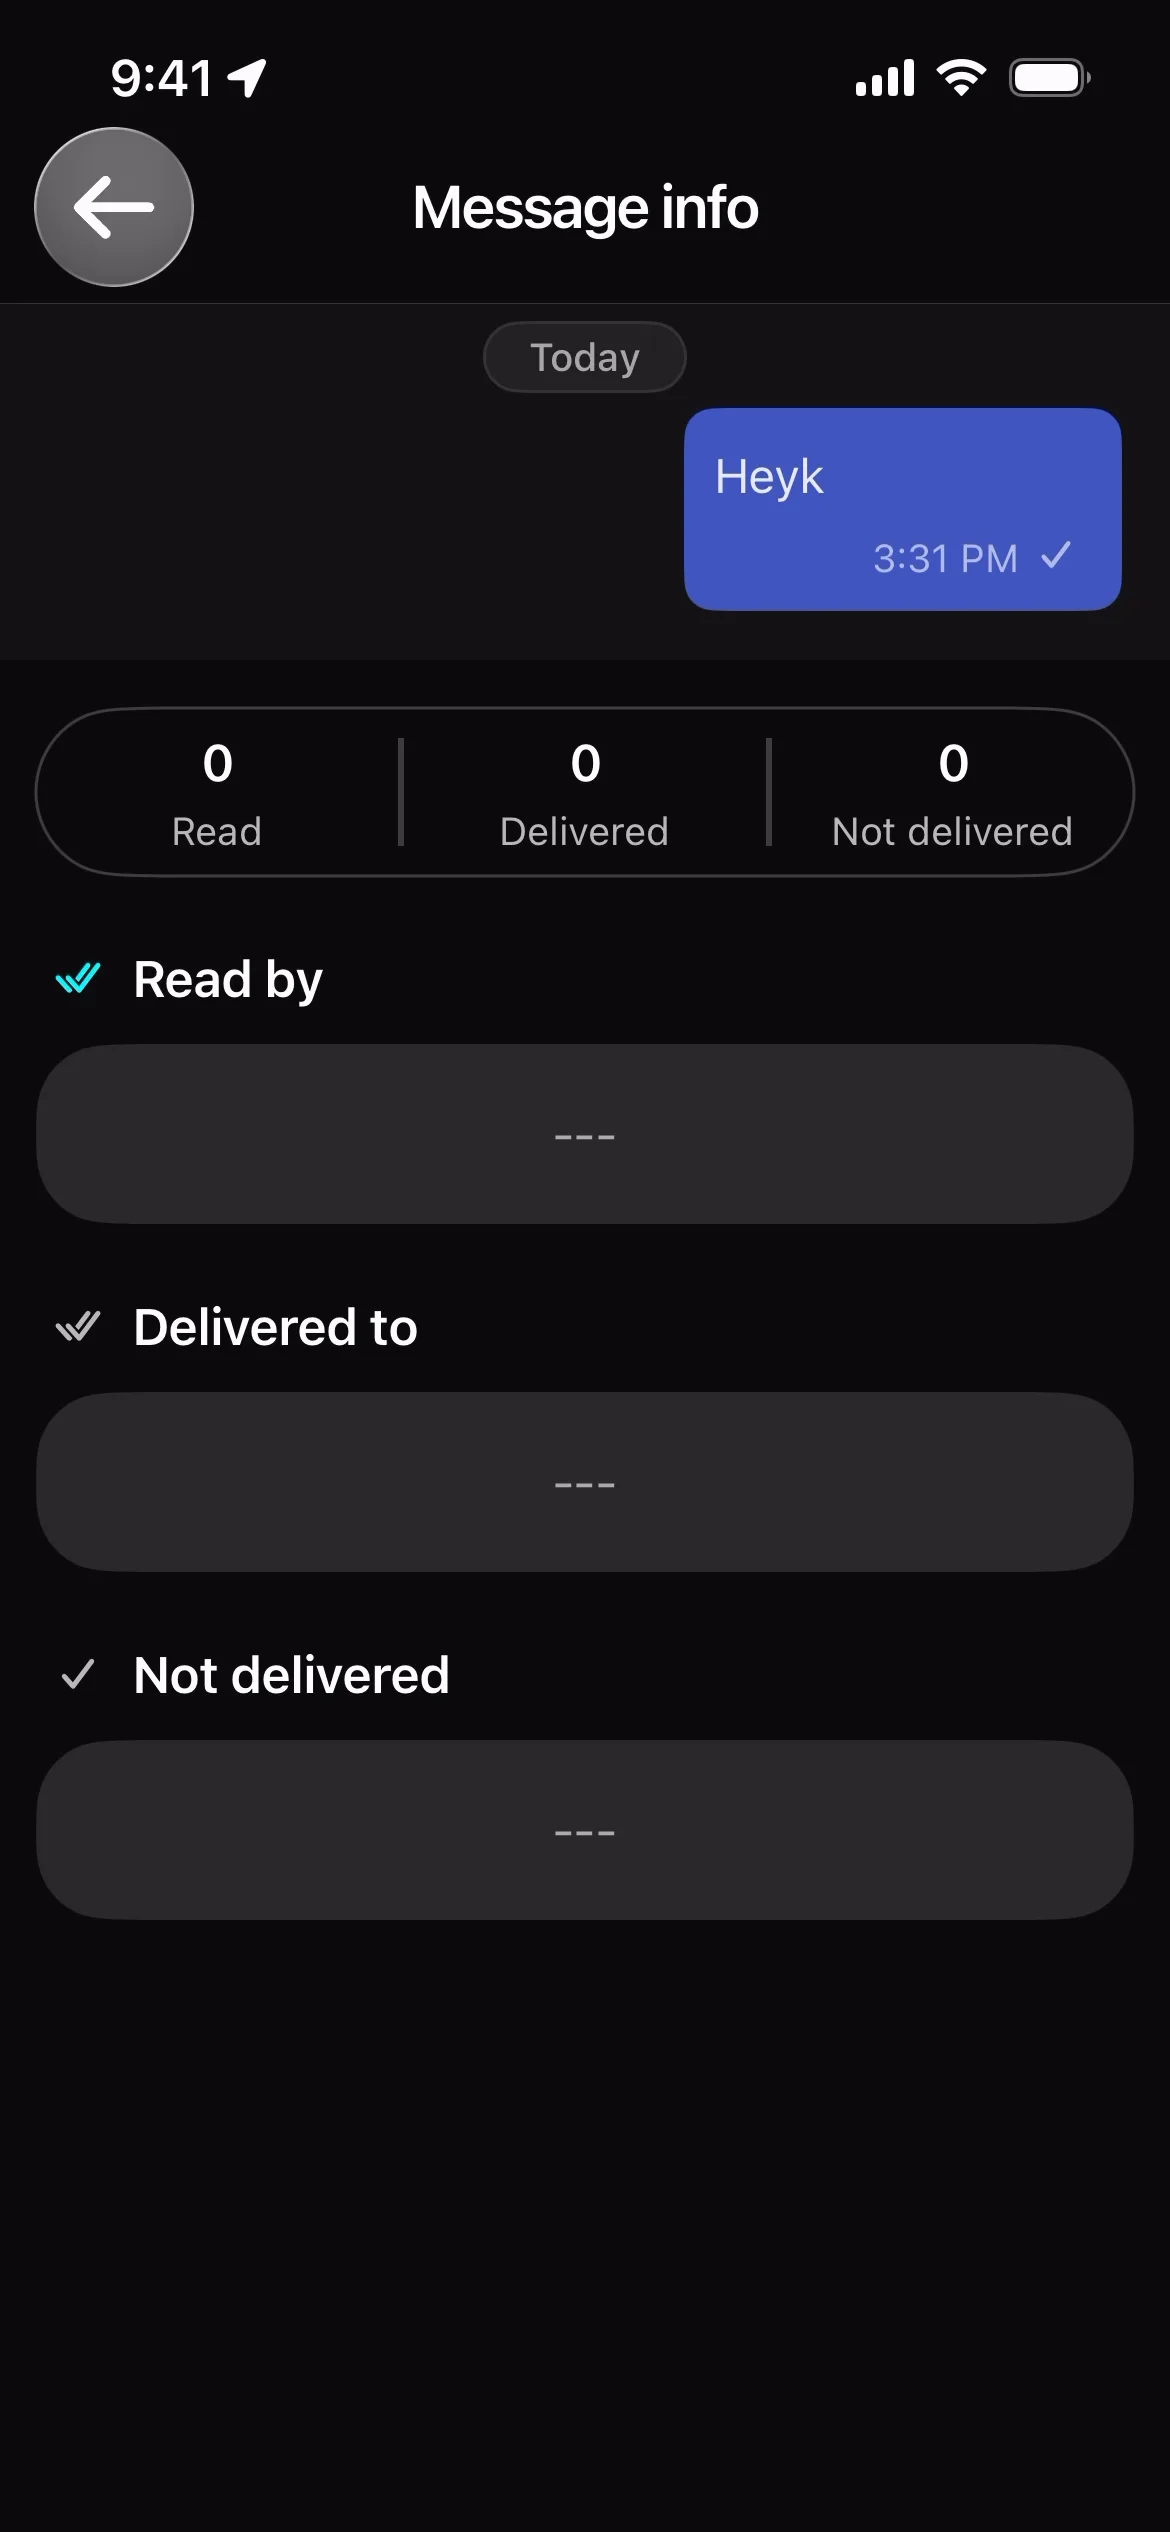 9:41
Message info
Today
Heyk
3:31 PM
0
Read
0
Delivered
0
Not delivered
Read by
---
Delivered to
---
Not delivered
---